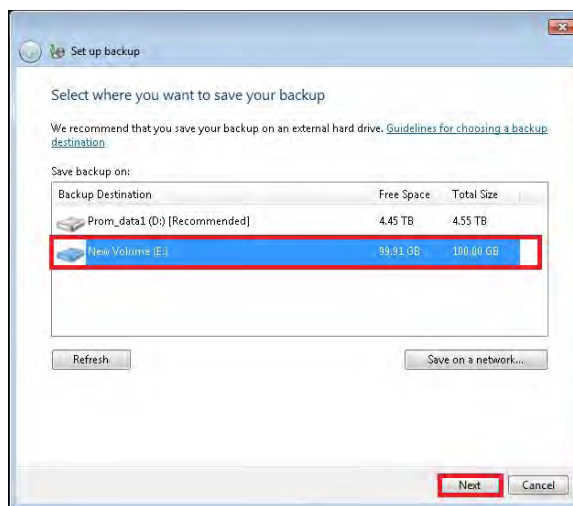 Set up backup
Select where you want to save your backup
We recommend that you save your backup on an external hard drive. Guidelines for choosing a backup
destination
Save backup on:
Backup Destination Free Space Total Size
Prom_data1 (D:) [Recommended] 4.45 TB 4.55 TB
New Volume (E:) 99.91 GB 100.00 GB
Refresh Save on a network...
Next Cancel